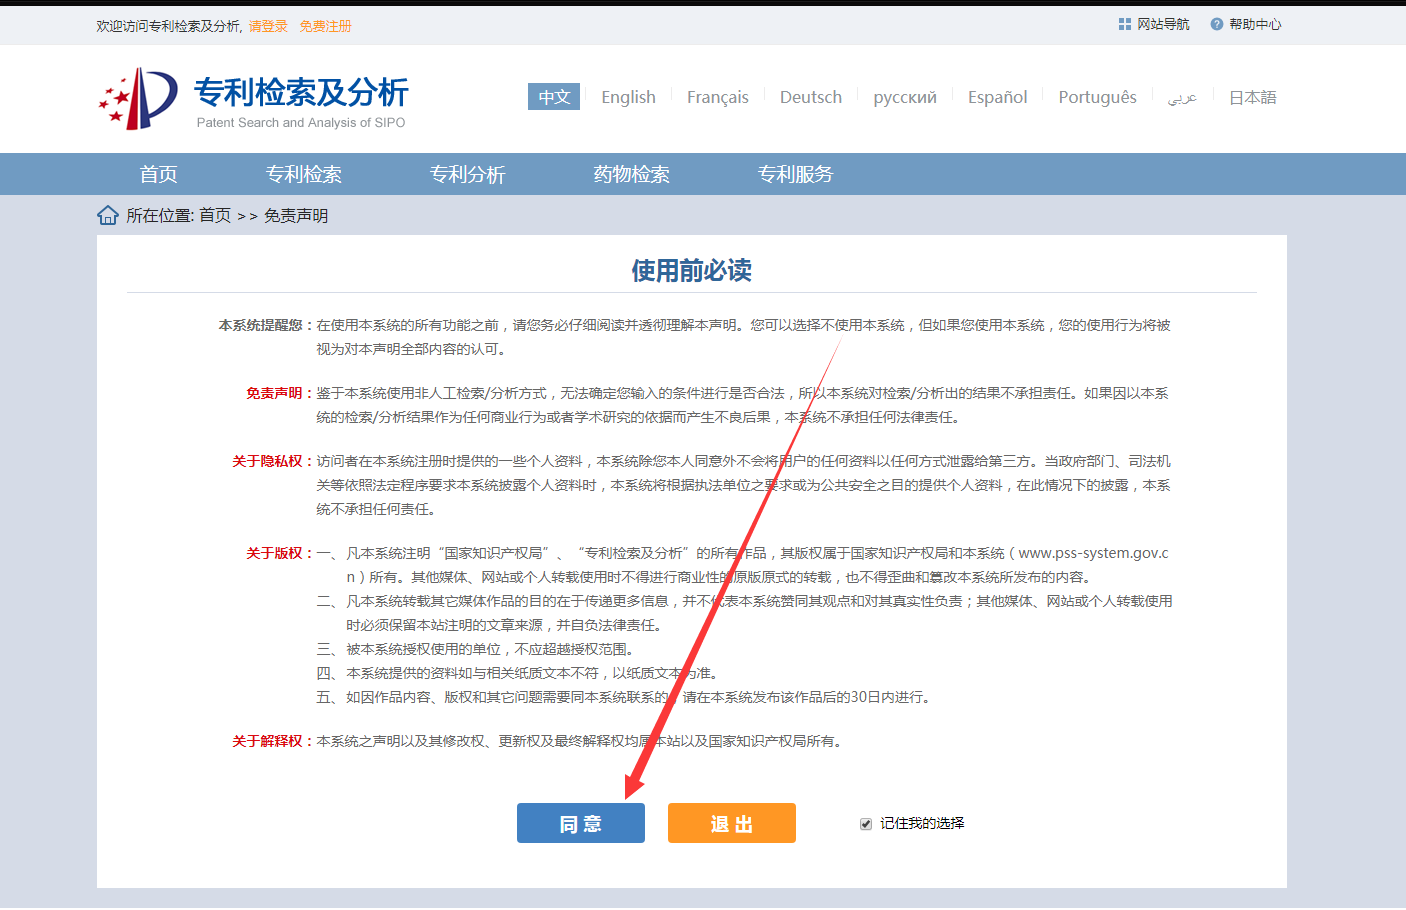 欢迎访问专利检索及分析, 请登录 免费注册 网站导航 帮助中心
专利检索及分析
Patent Search and Analysis of SIPO
中文 English Français Deutsch русский Español Português عربي 日本語
首页 专利检索 专利分析 药物检索 专利服务
所在位置: 首页 >> 免责声明
使用前必读
本系统提醒您：在使用本系统的所有功能之前，请您务必仔细阅读并透彻理解本声明。您可以选择不使用本系统，但如果您使用本系统，您的使用行为将被
视为对本声明全部内容的认可。
免责声明：鉴于本系统使用非人工检索/分析方式，无法确定您输入的条件进行是否合法，所以本系统对检索/分析出的结果不承担责任。如果因以本系
统的检索/分析结果作为任何商业行为或者学术研究的依据而产生不良后果，本系统不承担任何法律责任。
关于隐私权：访问者在本系统注册时提供的一些个人资料，本系统除您本人同意外不会将用户的任何资料以任何方式泄露给第三方。当政府部门、司法机
关等依照法定程序要求本系统披露个人资料时，本系统将根据执法单位之要求或为公共安全之目的提供个人资料，在此情况下的披露，本系
统不承担任何责任。
关于版权：一、凡本系统注明“国家知识产权局”、“专利检索及分析”的所有作品，其版权属于国家知识产权局和本系统（www.pss-system.gov.c
n）所有。其他媒体、网站或个人转载使用时不得进行商业性的原版原式的转载，也不得歪曲和篡改本系统所发布的内容。
二、凡本系统转载其它媒体作品的目的在于传递更多信息，并不代表本系统赞同其观点和对其真实性负责；其他媒体、网站或个人转载使用
时必须保留本站注明的文章来源，并自负法律责任。
三、被本系统授权使用的单位，不应超越授权范围。
四、本系统提供的资料如与相关纸质文本不符，以纸质文本为准。
五、如因作品内容、版权和其它问题需要同本系统联系的，请在本系统发布该作品后的30日内进行。
关于解释权：本系统之声明以及其修改权、更新权及最终解释权均属本站以及国家知识产权局所有。
同意 退出 记住我的选择